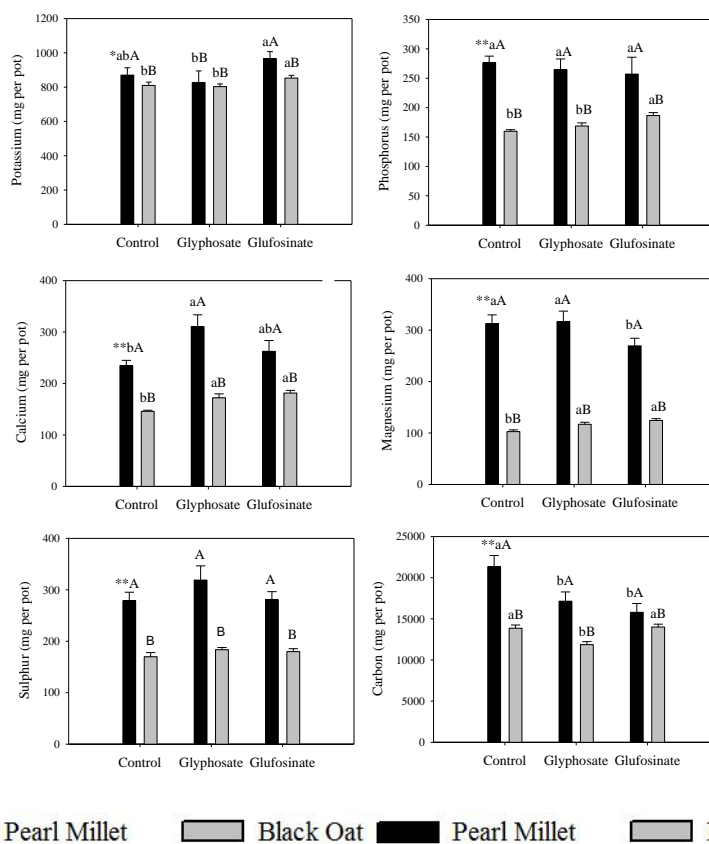 Potassium (mg per pot)
1200
1000
800
600
400
200
0
*abA
bB
bB
bB
aA
aB
Control Glyphosate Glufosinate
Phosphorus (mg per pot)
350
300
250
200
150
100
50
0
**aA
bB
aA
bB
aA
aB
Control Glyphosate Glufosinate
Calcium (mg per pot)
400
300
200
100
0
**bA
bB
aA
aB
abA
aB
Control Glyphosate Glufosinate
Magnesium (mg per pot)
400
300
200
100
0
**aA
bB
aA
aB
bA
aB
Control Glyphosate Glufosinate
Sulphur (mg per pot)
400
300
200
100
0
**A
B
A
B
A
B
Control Glyphosate Glufosinate
Carbon (mg per pot)
25000
20000
15000
10000
5000
0
**aA
aB
bA
bB
bA
aB
Control Glyphosate Glufosinate
Pearl Millet Black Oat Pearl Millet